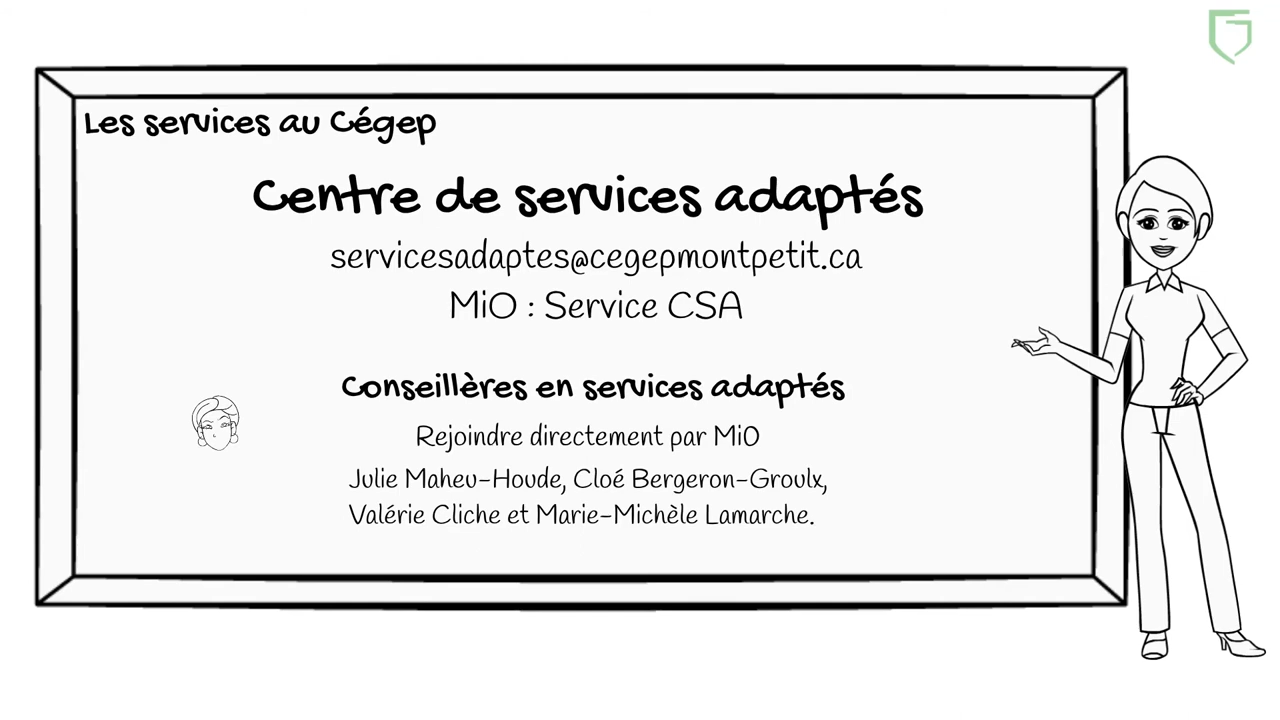 Les services au Cégep
Centre de services adaptés
servicesadaptes@cegepmontpetit.ca
MiO : Service CSA
Conseillères en services adaptés
Rejoindre directement par MiO
Julie Maheu-Houde, Cloé Bergeron-Groulx,
Valérie Cliche et Marie-Michèle Lamarche.